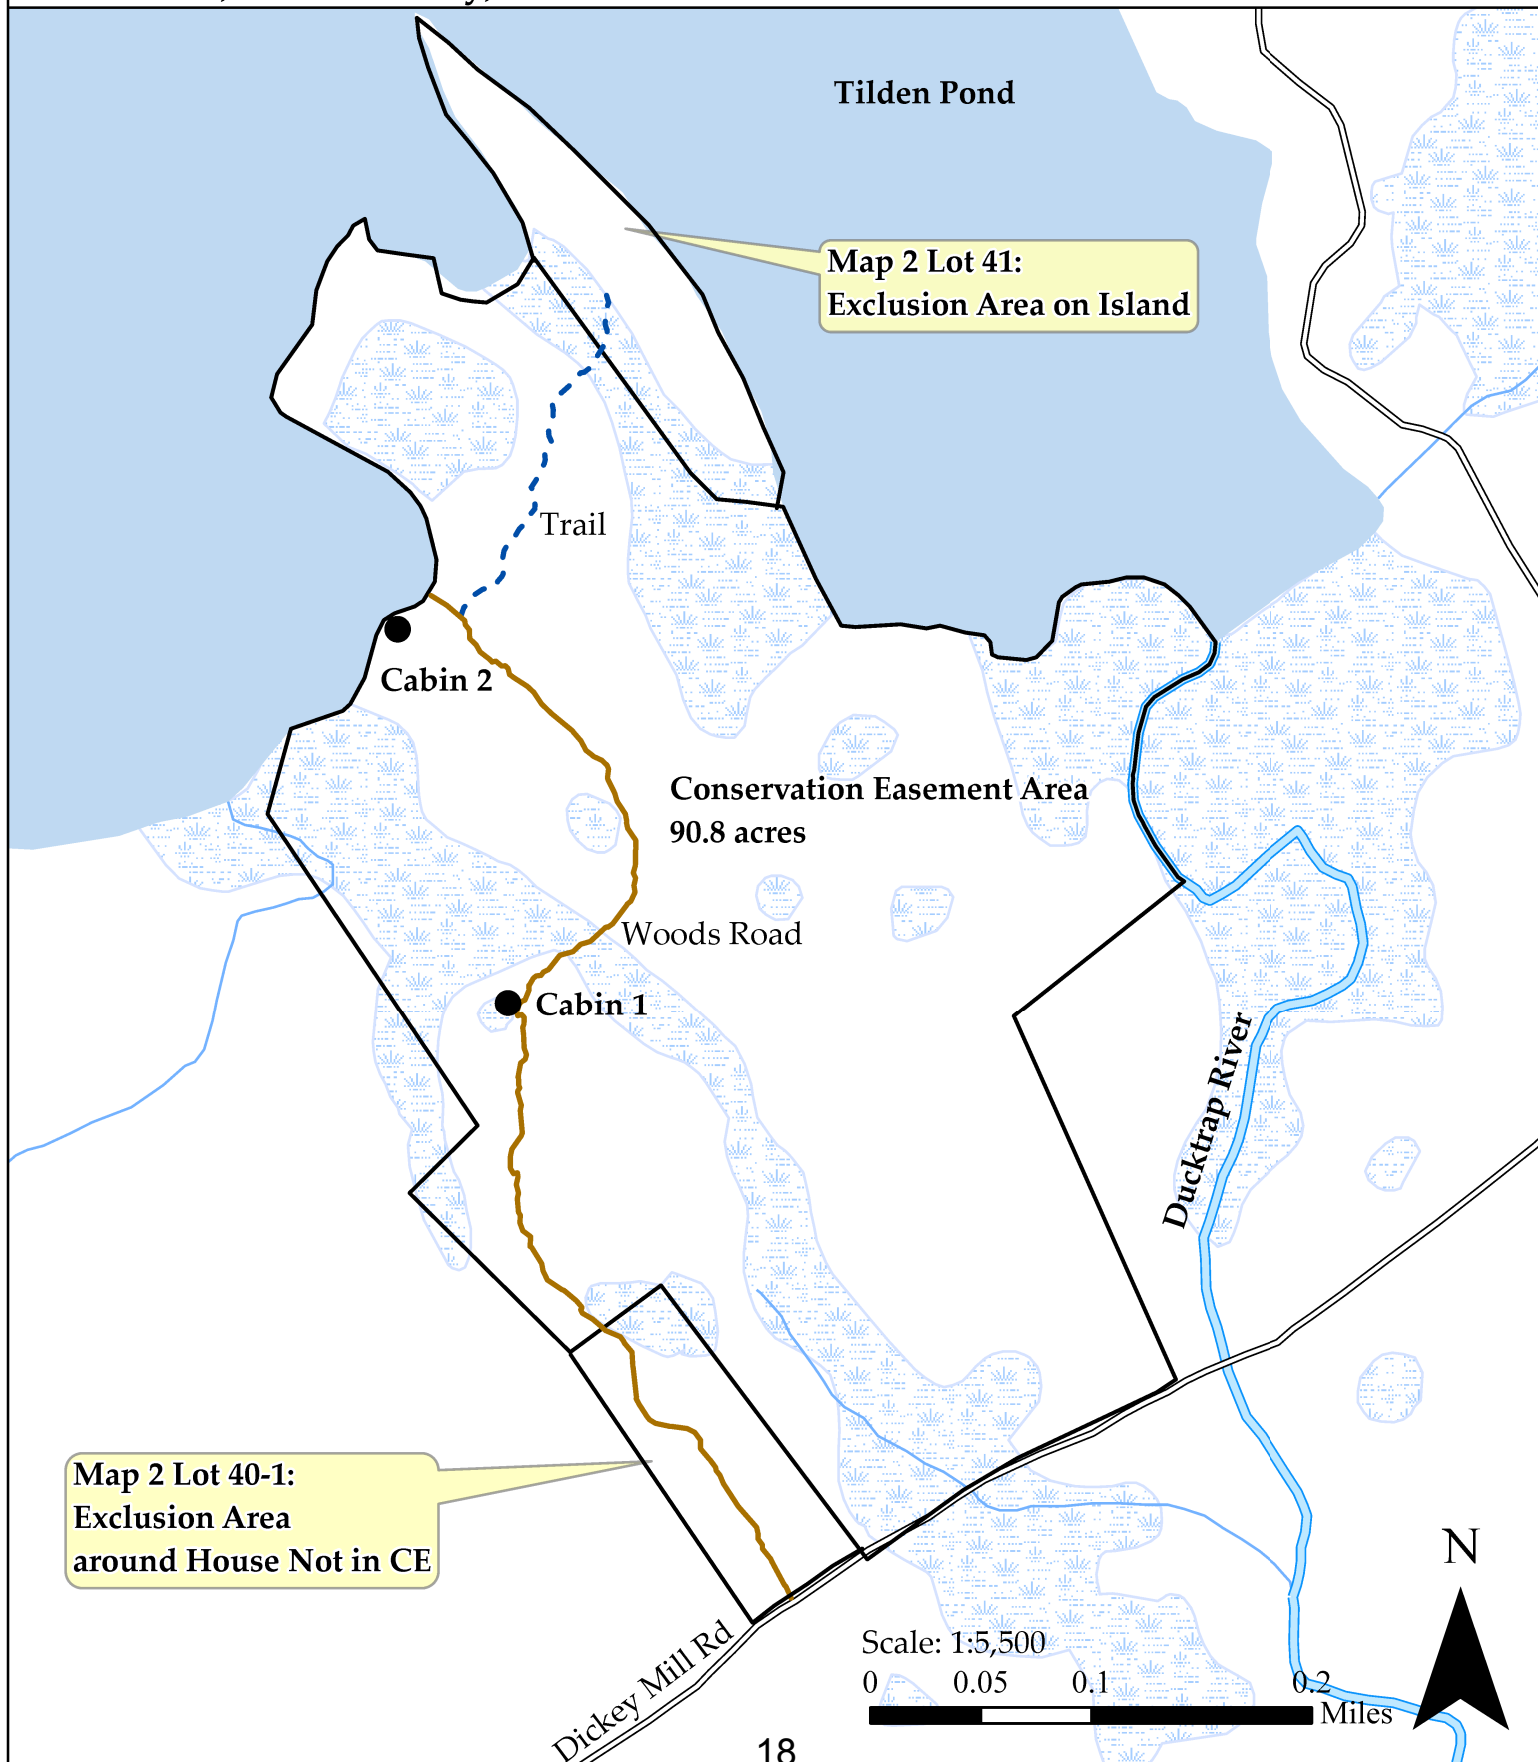 Tilden Pond
Map 2 Lot 41:
Exclusion Area on Island
Trail
Cabin 2
Conservation Easement Area
90.8 acres
Woods Road
Cabin 1
Ducktrap River
Map 2 Lot 40-1:
Exclusion Area
around House Not in CE
N
Dickey Mill Rd
Scale: 1:5,500
0 0.05 0.1 0.2
Miles
18